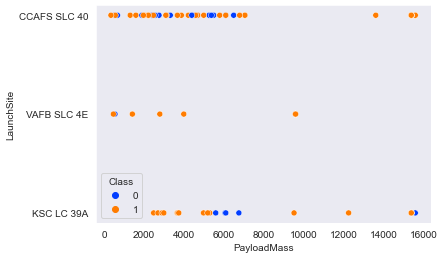 CCAFS SLC 40
VAFB SLC 4E
KSC LC 39A
LaunchSite
Class
0
1
0 2000 4000 6000 8000 10000 12000 14000 16000
PayloadMass